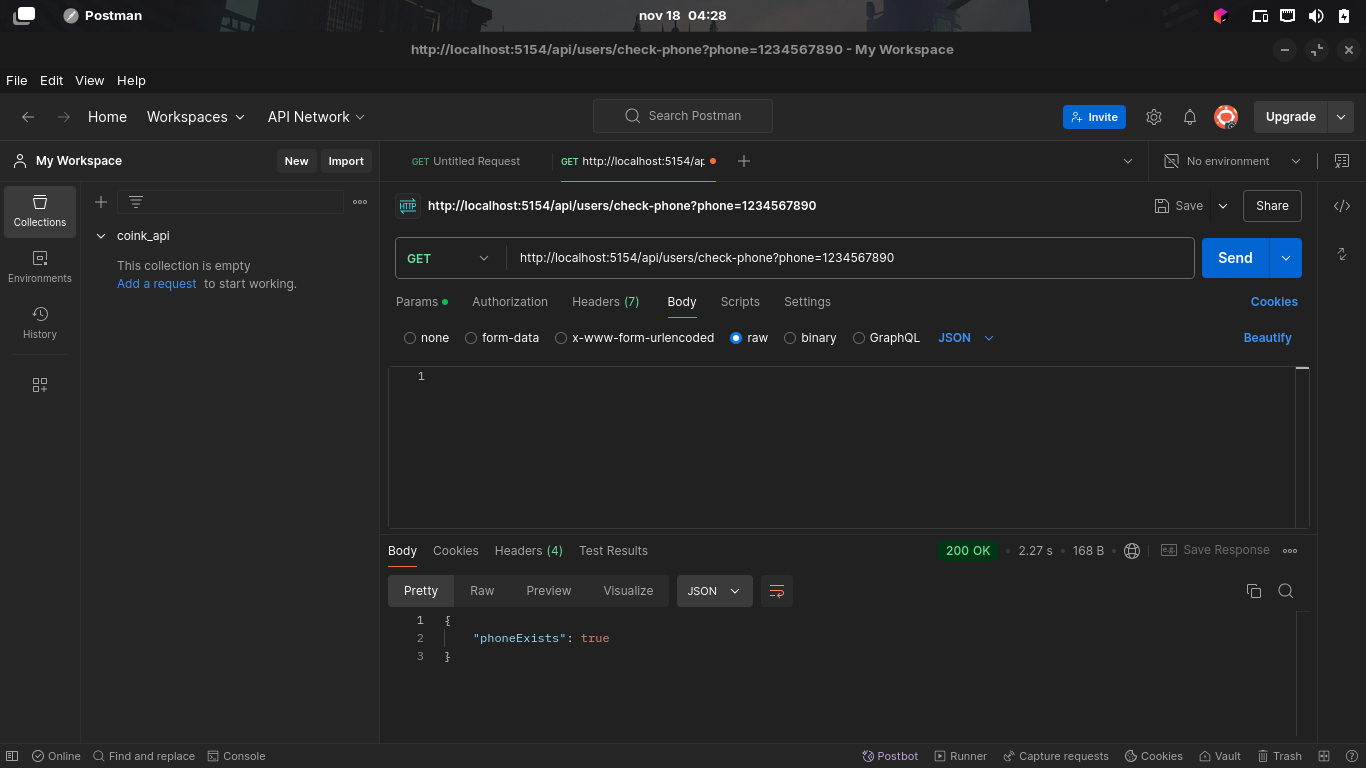 Postman
nov 18 04:28
http://localhost:5154/api/users/check-phone?phone=1234567890 - My Workspace
File Edit View Help
Home Workspaces API Network Search Postman Invite Upgrade
My Workspace New Import GET Untitled Request GET http://localhost:5154/ap No environment
Collections
Environments
History
coink_api
This collection is empty
Add a request to start working.
HTTP http://localhost:5154/api/users/check-phone?phone=1234567890 Save Share
GET http://localhost:5154/api/users/check-phone?phone=1234567890 Send
Params Authorization Headers (7) Body Scripts Settings Cookies
none form-data x-www-form-urlencoded raw binary GraphQL JSON Beautify
1
Body Cookies Headers (4) Test Results 200 OK 2.27 s 168 B Save Response
Pretty Raw Preview Visualize JSON
1 {
2 "phoneExists": true
3 }
Online Find and replace Console Postbot Runner Capture requests Cookies Vault Trash